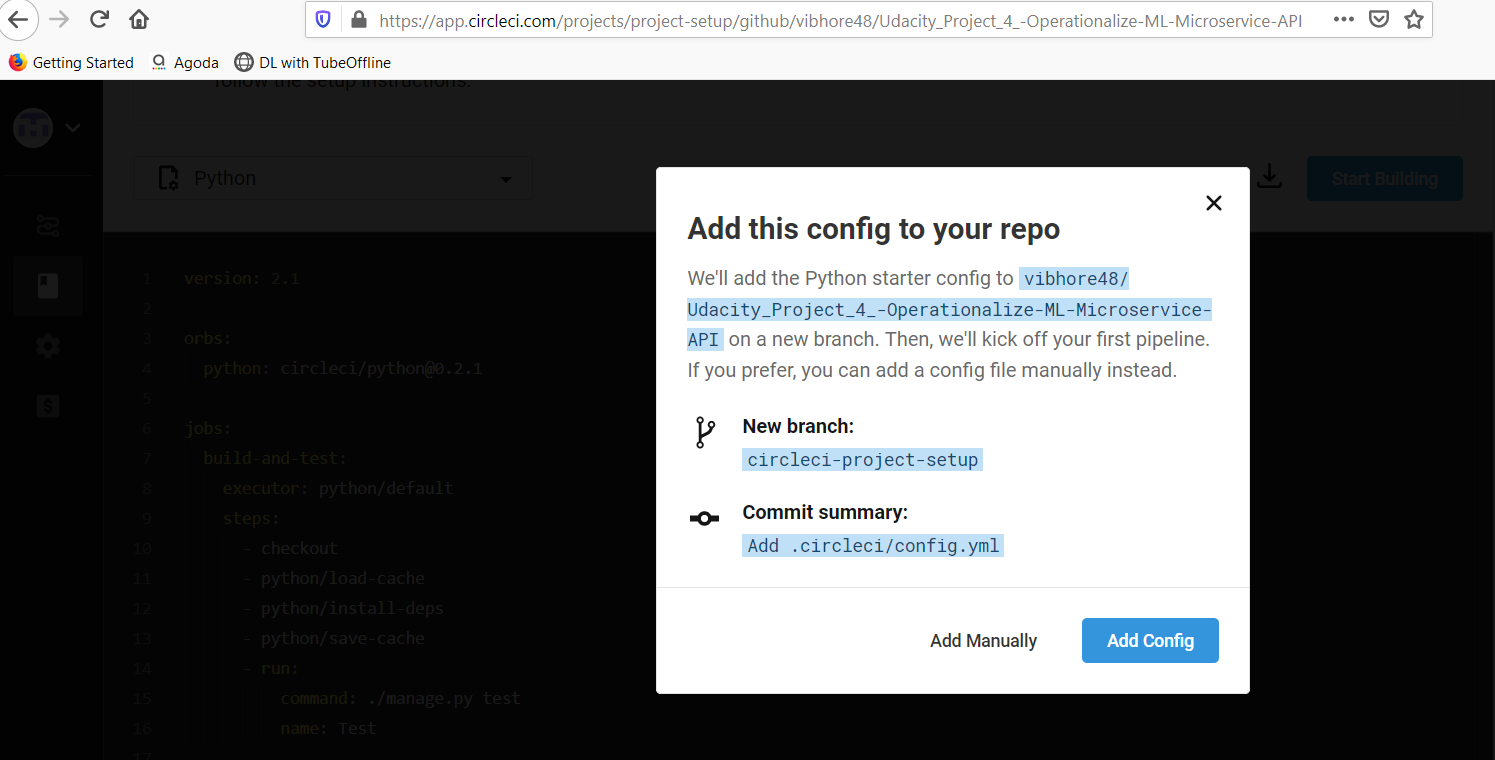 https://app.circleci.com/projects/project-setup/github/vibhore48/Udacity_Project_4_-Operationalize-ML-Microservice-API
Getting Started Agoda DL with TubeOffline
follow the setup instructions.
Python
Start Building
Add this config to your repo
We'll add the Python starter config to vibhore48/
Udacity_Project_4_-Operationalize-ML-Microservice-
API on a new branch. Then, we'll kick off your first pipeline.
If you prefer, you can add a config file manually instead.
New branch:
circleci-project-setup
Commit summary:
Add .circleci/config.yml
Add Manually Add Config
1 version: 2.1
2
3 orbs:
4 python: circleci/python@0.2.1
5
6 jobs:
7 build-and-test:
8 executor: python/default
9 steps:
10 - checkout
11 - python/load-cache
12 - python/install-deps
13 - python/save-cache
14 - run:
15 command: ./manage.py test
16 name: Test
17